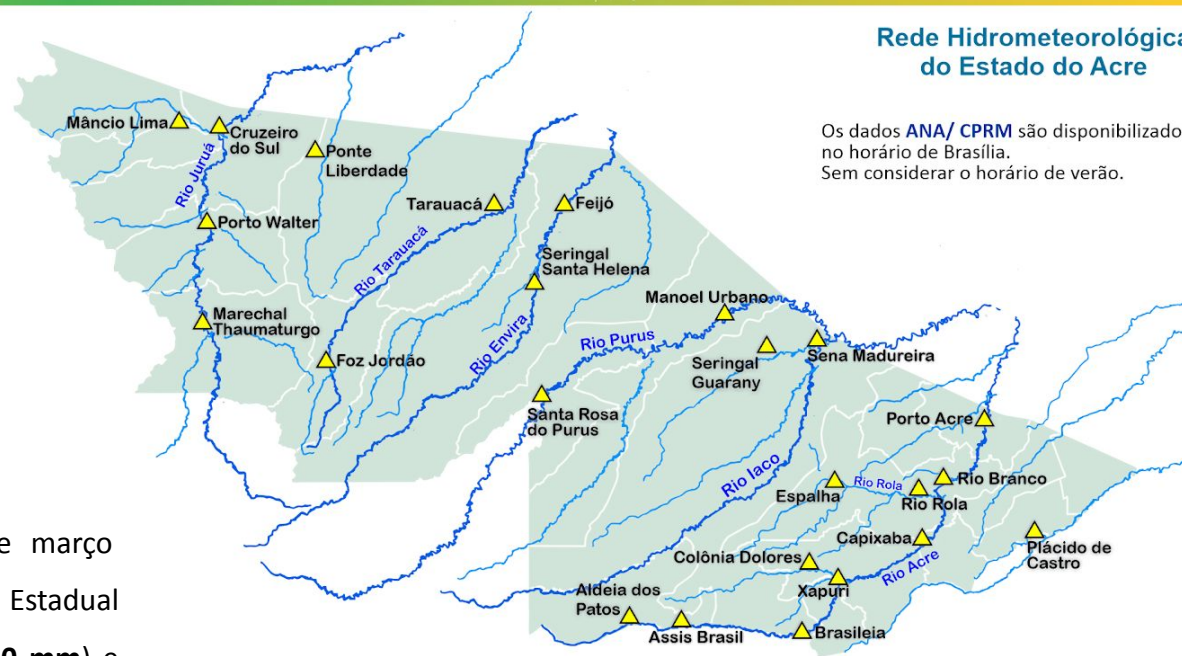 Rede Hidrometeorológica
do Estado do Acre
Os dados ANA/ CPRM são disponibilizado
no horário de Brasília.
Sem considerar o horário de verão.
Mâncio Lima
Cruzeiro
do Sul
Ponte
Liberdade
Rio Juruá
Porto Walter
Tarauacá
Feijó
Rio Tarauacá
Seringal
Santa Helena
Marechal
Thaumaturgo
Foz Jordão
Rio Envira
Manoel Urbano
Rio Purus
Seringal
Guarany
Sena Madureira
Santa Rosa
do Purus
Porto Acre
Rio Iaco
Espalha
Rio Rola
Rio Rola
Rio Branco
Capixaba
Plácido de
Castro
Colônia Dolores
Rio Acre
Xapuri
Aldeia dos
Patos
Assis Brasil
Brasileia
e março
Estadual
0 mm) e